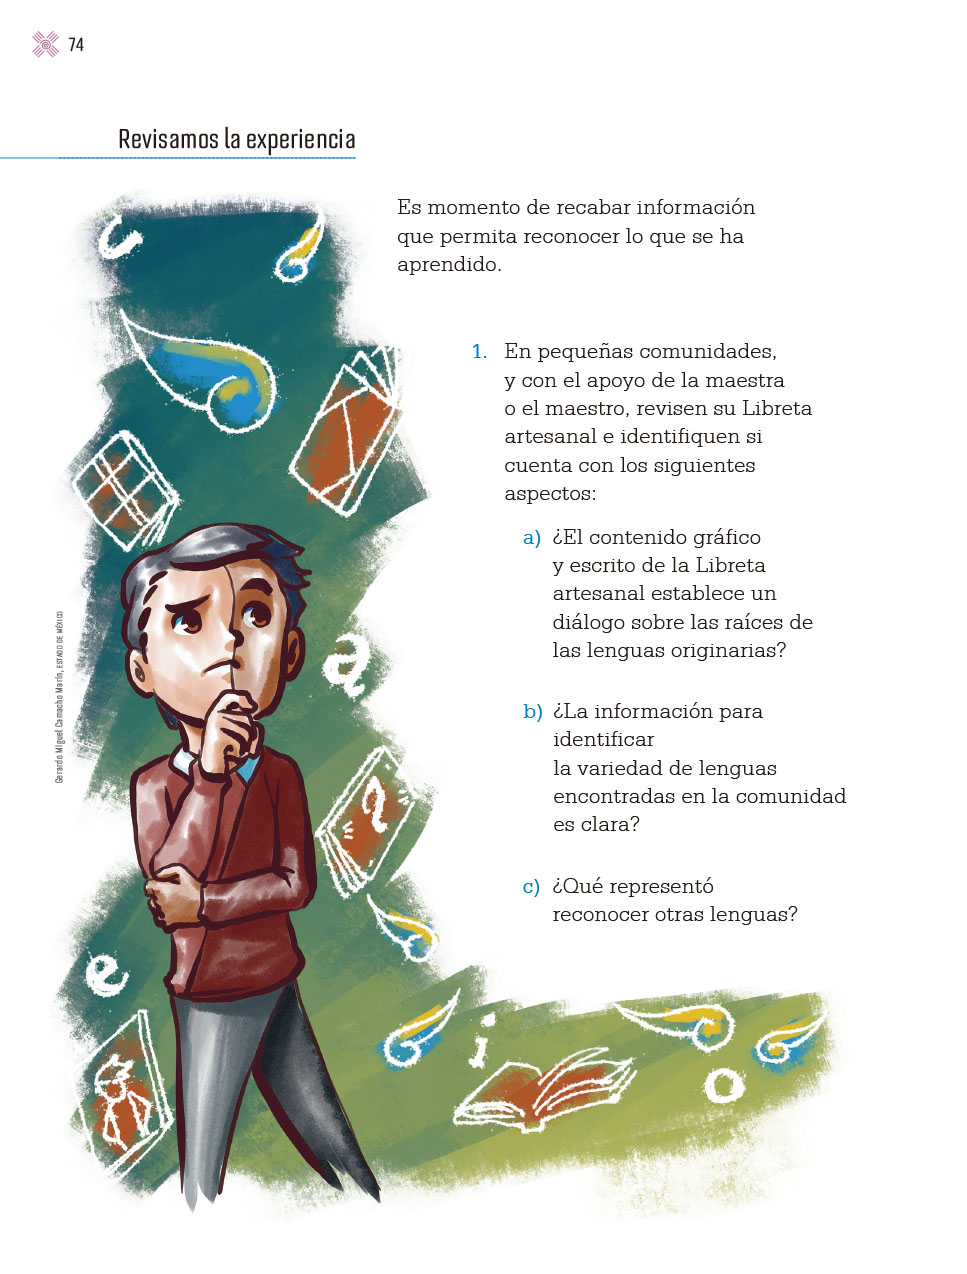 74
Revisamos la experiencia
Es momento de recabar información
que permita reconocer lo que se ha
aprendido.
1. En pequeñas comunidades,
y con el apoyo de la maestra
o el maestro, revisen su Libreta
artesanal e identifiquen si
cuenta con los siguientes
aspectos:
a) ¿El contenido gráfico
y escrito de la Libreta
artesanal establece un
diálogo sobre las raíces de
las lenguas originarias?
b) ¿La información para
identificar
la variedad de lenguas
encontradas en la comunidad
es clara?
c) ¿Qué representó
reconocer otras lenguas?
Gerardo Miguel Camacho Marín, ESTADO DE MÉXICO
u
a
e
i
o